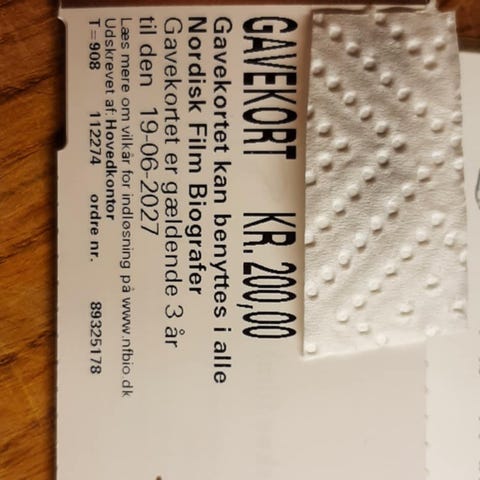 GAVEKORT KR. 200,00
Gavekortet kan benyttes i alle
Nordisk Film Biografer
Gavekortet er gældende 3 år
til den 19-06-2027
Læs mere om vilkår for indløsning på www.nfbio.dk
Udskrevet af: Hovedkontor
T=908 112274 ordre nr. 89325178